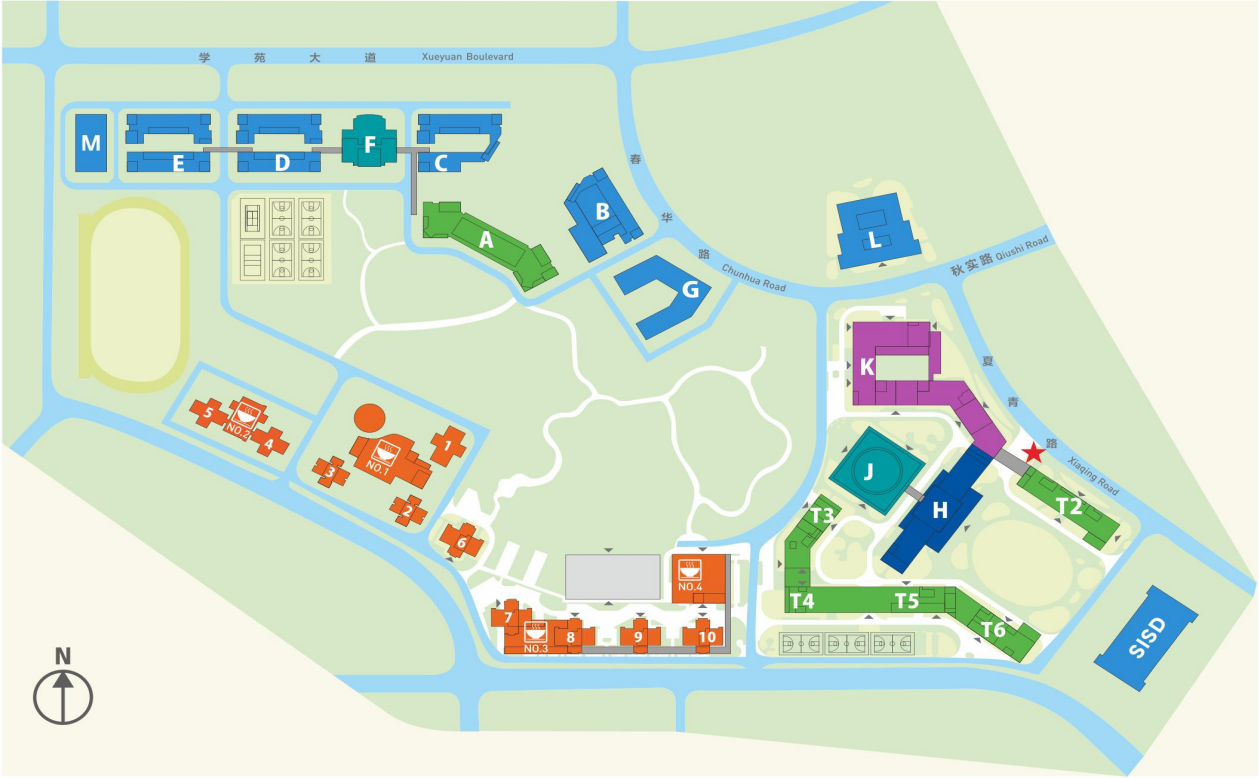 学苑大道 Xueyuan Boulevard
M
E
D
F
C
A
B
G
L
春华路 Chunhua Road
秋实路 Qiushi Road
K
夏青路 Xiaqing Road
J
H
T2
T3
T4
T5
T6
SISD
5
NO.2
4
NO.1
1
3
2
6
7
NO.3
8
9
10
NO.4
N